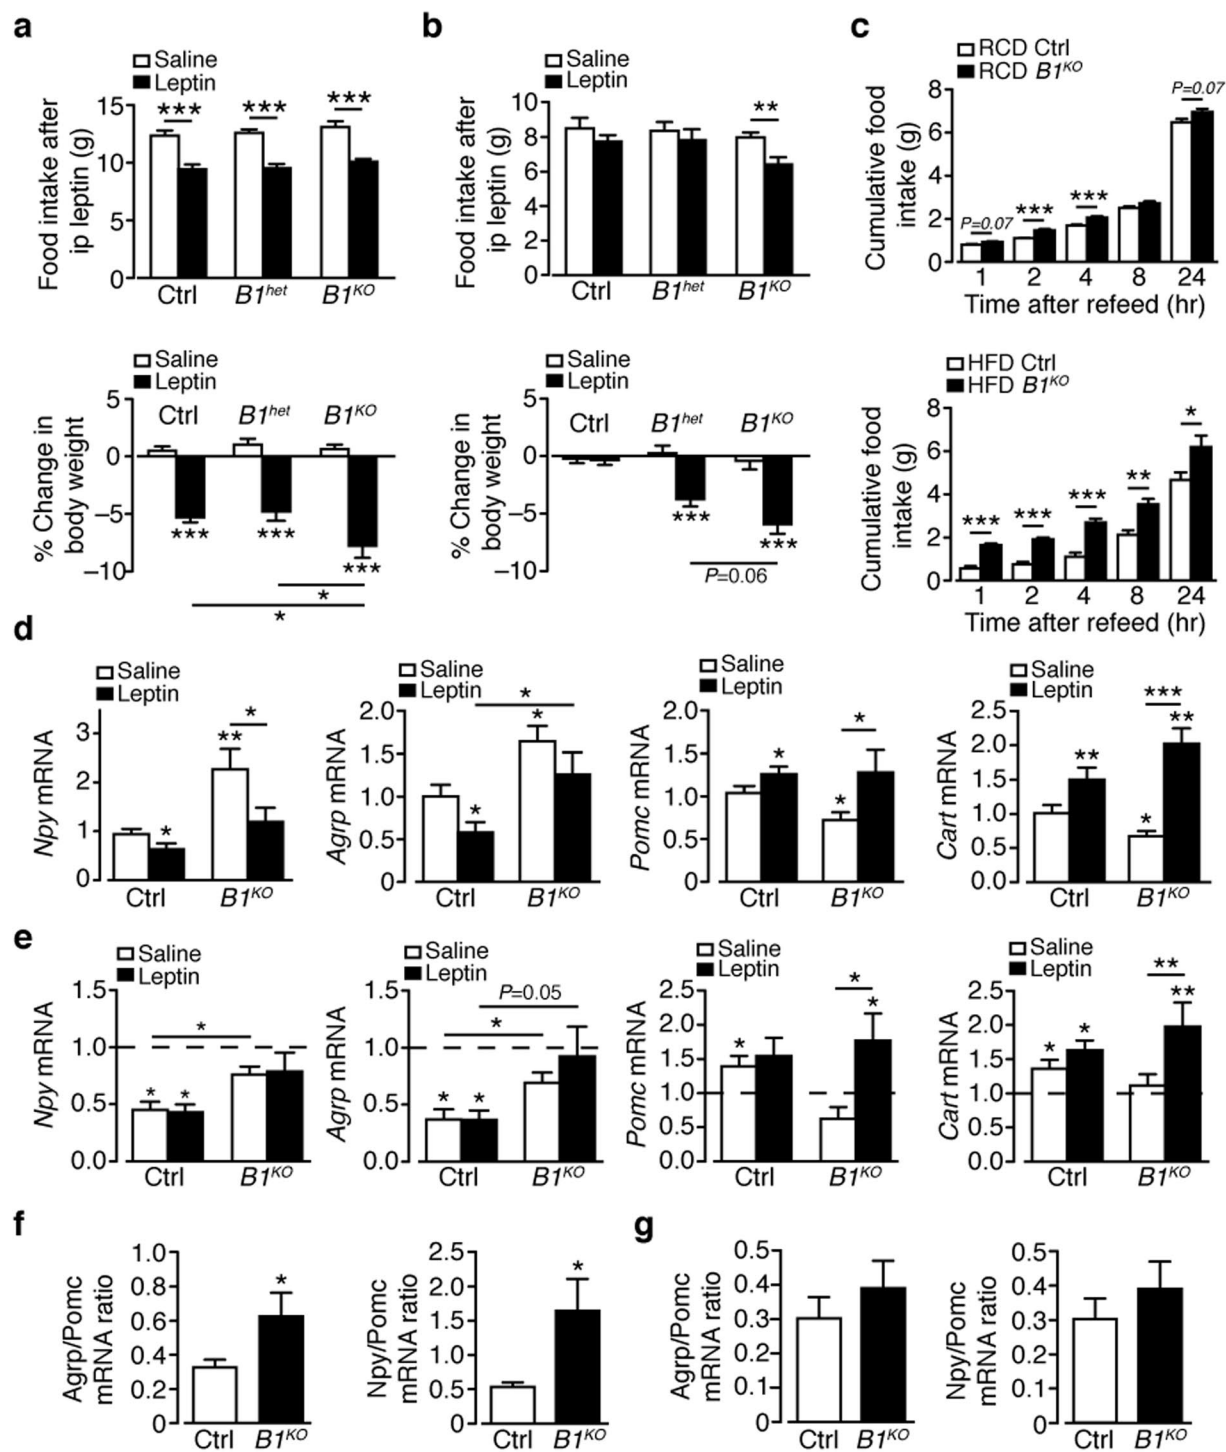 a
Saline
Leptin
Food intake after
ip leptin (g)
15
10
5
0
***
***
***
Ctrl
B1het
B1KO
Saline
Leptin
% Change in
body weight
5
0
–5
–10
Ctrl
B1het
B1KO
***
***
***
*
*
b
Saline
Leptin
Food intake after
ip leptin (g)
10
8
6
4
2
0
**
Ctrl
B1het
B1KO
Saline
Leptin
% Change in
body weight
5
0
–5
–10
Ctrl
B1het
B1KO
***
***
P=0.06
c
RCD Ctrl
RCD B1KO
Cumulative food
intake (g)
8
6
4
2
0
P=0.07
***
***
P=0.07
1 2 4 8 24
Time after refeed (hr)
HFD Ctrl
HFD B1KO
Cumulative food
intake (g)
8
6
4
2
0
***
***
***
**
*
1 2 4 8 24
Time after refeed (hr)
d
Saline
Leptin
Npy mRNA
3
2
1
0
*
**
*
Ctrl
B1KO
Saline
Leptin
Agrp mRNA
2.0
1.5
1.0
0.5
0
*
*
*
Ctrl
B1KO
Saline
Leptin
Pomc mRNA
2.0
1.5
1.0
0.5
0
*
*
*
Ctrl
B1KO
Saline
Leptin
Cart mRNA
2.5
2.0
1.5
1.0
0.5
0.0
**
*
***
**
Ctrl
B1KO
e
Saline
Leptin
Npy mRNA
1.5
1.0
0.5
0.0
*
*
*
Ctrl
B1KO
Saline
Leptin
Agrp mRNA
1.5
1.0
0.5
0.0
P=0.05
*
*
*
Ctrl
B1KO
Saline
Leptin
Pomc mRNA
2.5
2.0
1.5
1.0
0.5
0.0
*
*
*
Ctrl
B1KO
Saline
Leptin
Cart mRNA
2.5
2.0
1.5
1.0
0.5
0.0
*
*
**
**
Ctrl
B1KO
f
Agrp/Pomc
mRNA ratio
1.0
0.8
0.6
0.4
0.2
0
*
Ctrl
B1KO
Npy/Pomc
mRNA ratio
2.5
2.0
1.5
1.0
0.5
0
*
Ctrl
B1KO
g
Agrp/Pomc
mRNA ratio
0.5
0.4
0.3
0.2
0.1
0
Ctrl
B1KO
Npy/Pomc
mRNA ratio
0.5
0.4
0.3
0.2
0.1
0
Ctrl
B1KO